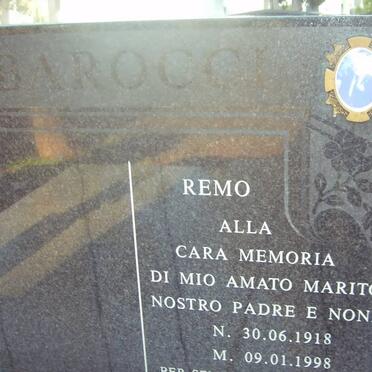 BAROCCI
REMO
ALLA
CARA MEMORIA
DI MIO AMATO MARITO
NOSTRO PADRE E NON
N. 30.06.1918
M. 09.01.1998